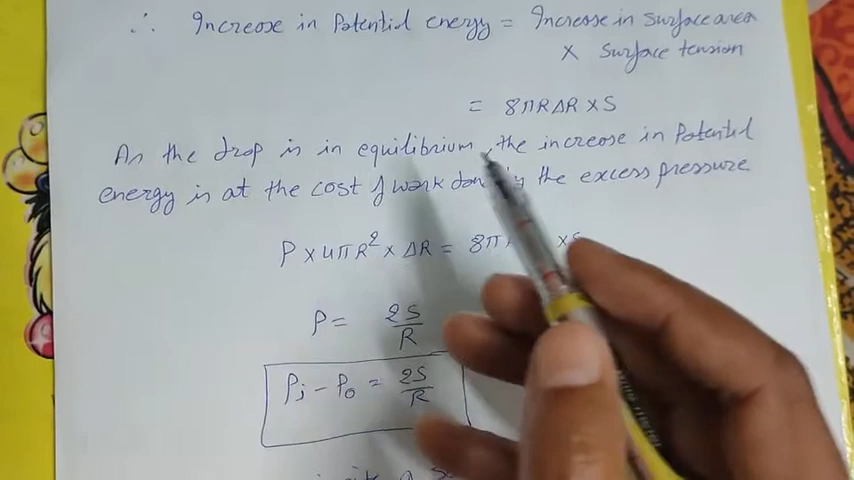 ∴ Increase in Potential energy = Increase in surface area
× surface tension
= 8πRΔR × S
As the drop is in equilibrium, the increase in Potential
energy is at the cost of work done by the excess pressure
P × 4πR² × ΔR = 8π × S
P = 2S/R
Pi - Po = 2S/R